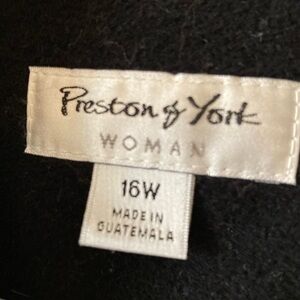 Preston & York
WOMAN
16W
MADE IN
GUATEMALA